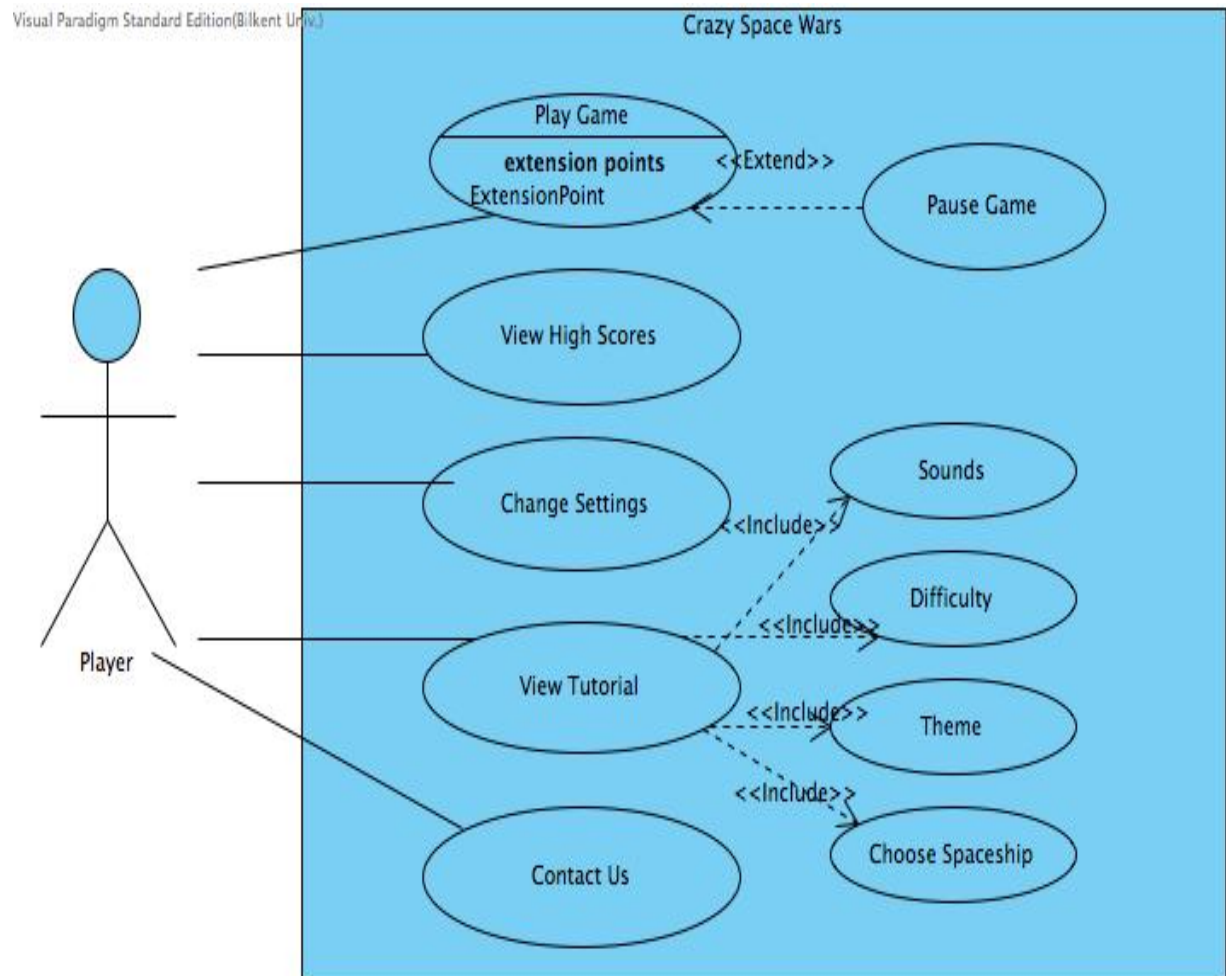 Visual Paradigm Standard Edition(Bilkent Univ.)
Crazy Space Wars
Play Game
extension points
ExtensionPoint
<<Extend>>
Pause Game
View High Scores
Change Settings
Sounds
<<Include>>
Difficulty
<<Include>>
Player
View Tutorial
<<Include>>
Theme
<<Include>>
Choose Spaceship
Contact Us